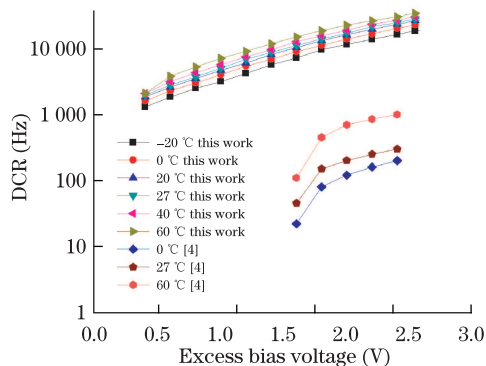 DCR (Hz)
10 000
1 000
100
10
1
–20 ℃ this work
0 ℃ this work
20 ℃ this work
27 ℃ this work
40 ℃ this work
60 ℃ this work
0 ℃ [4]
27 ℃ [4]
60 ℃ [4]
0.0 0.5 1.0 1.5 2.0 2.5 3.0
Excess bias voltage (V)